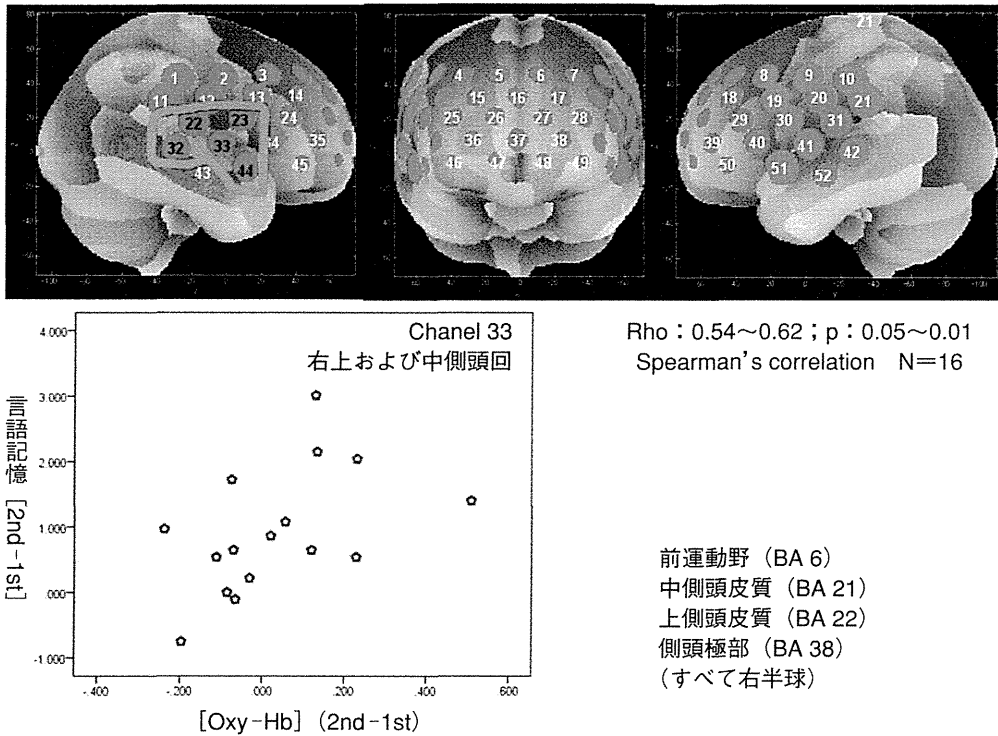 1 2 3
11 12 13 14
22 23 24
32 33 34 35
43 44 45
4 5 6 7
15 16 17
25 26 27 28
36 37 38
46 47 48 49
21
8 9 10
18 19 20 21
29 30 31
39 40 41 42
50 51 52
Chanel 33
右上および中側頭回
4.000
3.000
2.000
1.000
.000
-1.000
言語記憶［2nd-1st］
-.400 -.200 .000 .200 .400 600
［Oxy-Hb］(2nd-1st)
Rho：0.54～0.62；p：0.05～0.01
Spearman's correlation N＝16
前運動野（BA 6）
中側頭皮質（BA 21）
上側頭皮質（BA 22）
側頭極部（BA 38）
(すべて右半球)